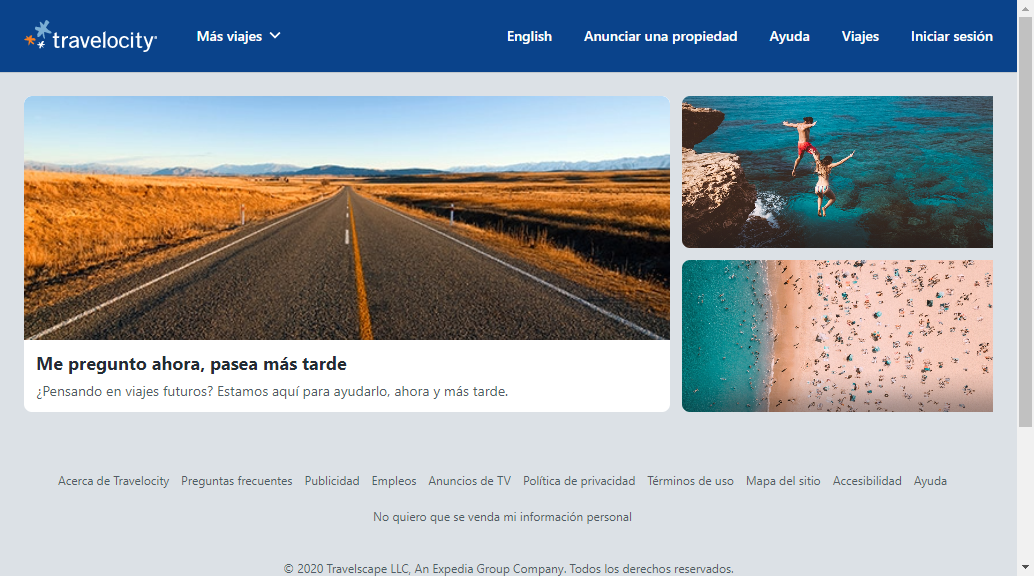 travelocity
Más viajes
English
Anunciar una propiedad
Ayuda
Viajes
Iniciar sesión
Me pregunto ahora, pasea más tarde
¿Pensando en viajes futuros? Estamos aquí para ayudarlo, ahora y más tarde.
Acerca de Travelocity Preguntas frecuentes Publicidad Empleos Anuncios de TV Política de privacidad Términos de uso Mapa del sitio Accesibilidad Ayuda
No quiero que se venda mi información personal
© 2020 Travelscape LLC, An Expedia Group Company. Todos los derechos reservados.